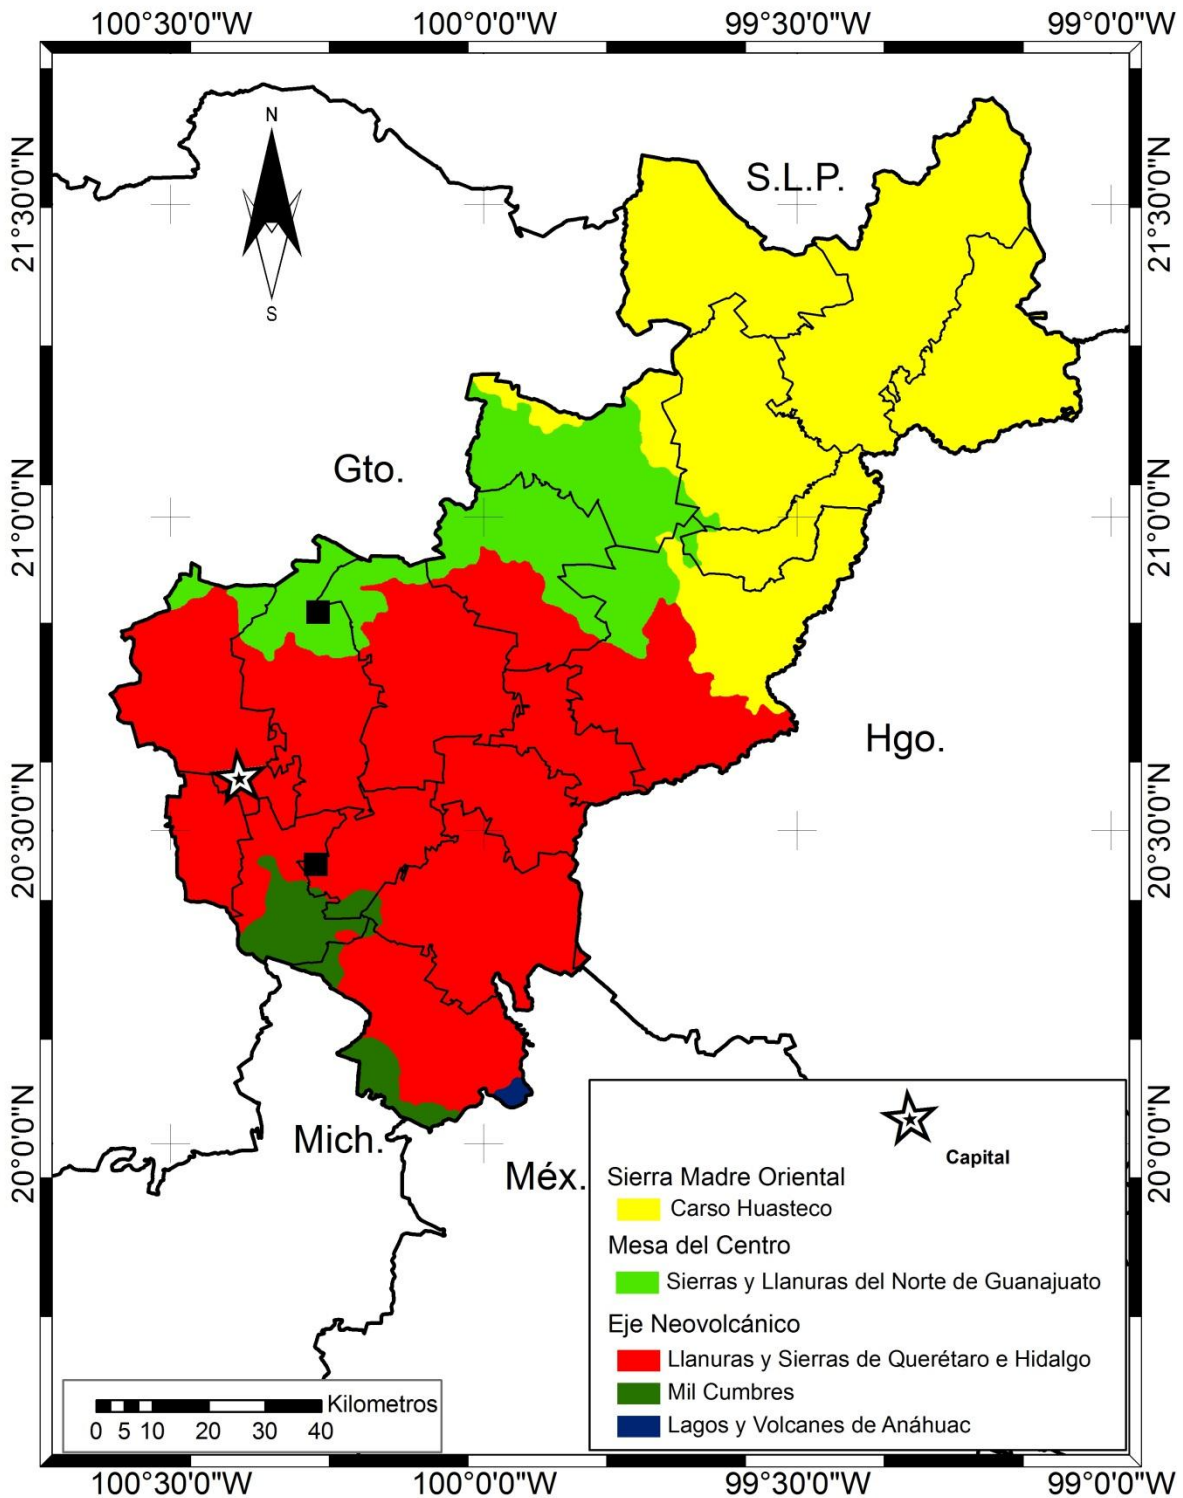 100°30'0"W 100°0'0"W 99°30'0"W 99°0'0"W
N
S
S.L.P.
21°30'0"N 21°30'0"N
Gto.
21°0'0"N 21°0'0"N
Hgo.
20°30'0"N 20°30'0"N
Mich.
Méx.
20°0'0"N 20°0'0"N
Capital
Sierra Madre Oriental
Carso Huasteco
Mesa del Centro
Sierras y Llanuras del Norte de Guanajuato
Eje Neovolcánico
Llanuras y Sierras de Querétaro e Hidalgo
Mil Cumbres
Lagos y Volcanes de Anáhuac
Kilometros
0 5 10 20 30 40
100°30'0"W 100°0'0"W 99°30'0"W 99°0'0"W